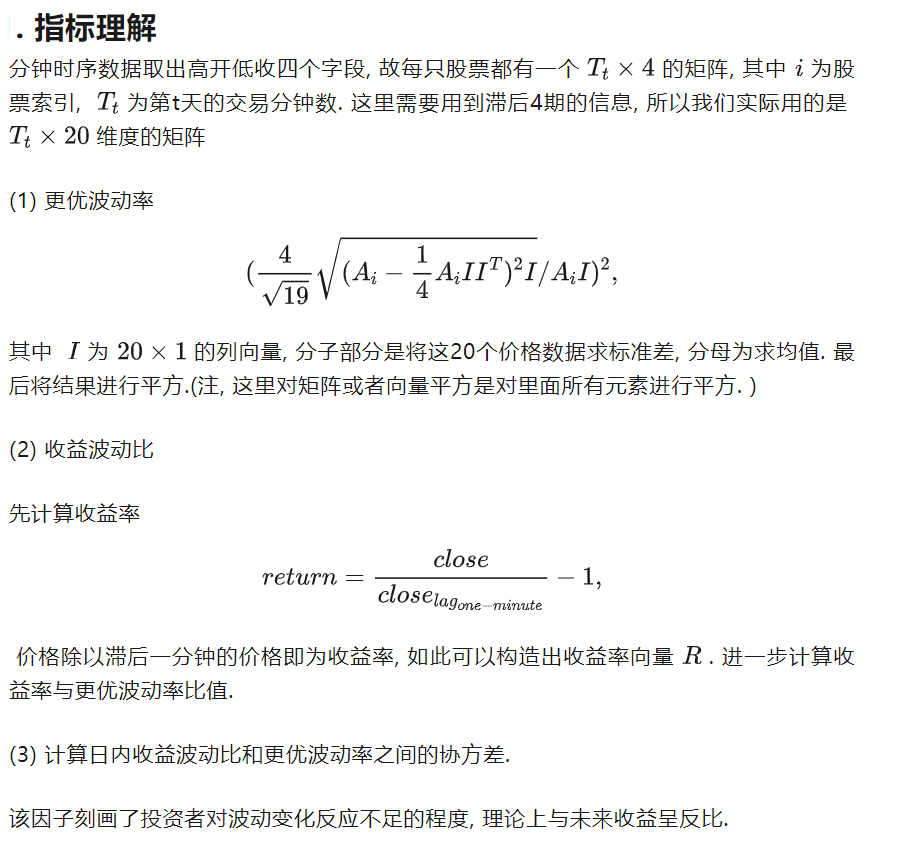 . 指标理解
分钟时序数据取出高开低收四个字段, 故每只股票都有一个 $T_t \times 4$ 的矩阵, 其中 $i$ 为股
票索引, $T_t$ 为第t天的交易分钟数. 这里需要用到滞后4期的信息, 所以我们实际用的是
$T_t \times 20$ 维度的矩阵
(1) 更优波动率
$(\frac{4}{\sqrt{19}}\sqrt{(A_i - \frac{1}{4}A_iII^T)^2}I/A_iI)^2,$
其中 $I$ 为 $20 \times 1$ 的列向量, 分子部分是将这20个价格数据求标准差, 分母为求均值. 最
后将结果进行平方.(注, 这里对矩阵或者向量平方是对里面所有元素进行平方. )
(2) 收益波动比
先计算收益率
$return = \frac{close}{close_{lag_{one-minute}}} - 1,$
价格除以滞后一分钟的价格即为收益率, 如此可以构造出收益率向量 $R$ . 进一步计算收
益率与更优波动率比值.
(3) 计算日内收益波动比和更优波动率之间的协方差.
该因子刻画了投资者对波动变化反应不足的程度, 理论上与未来收益呈反比.